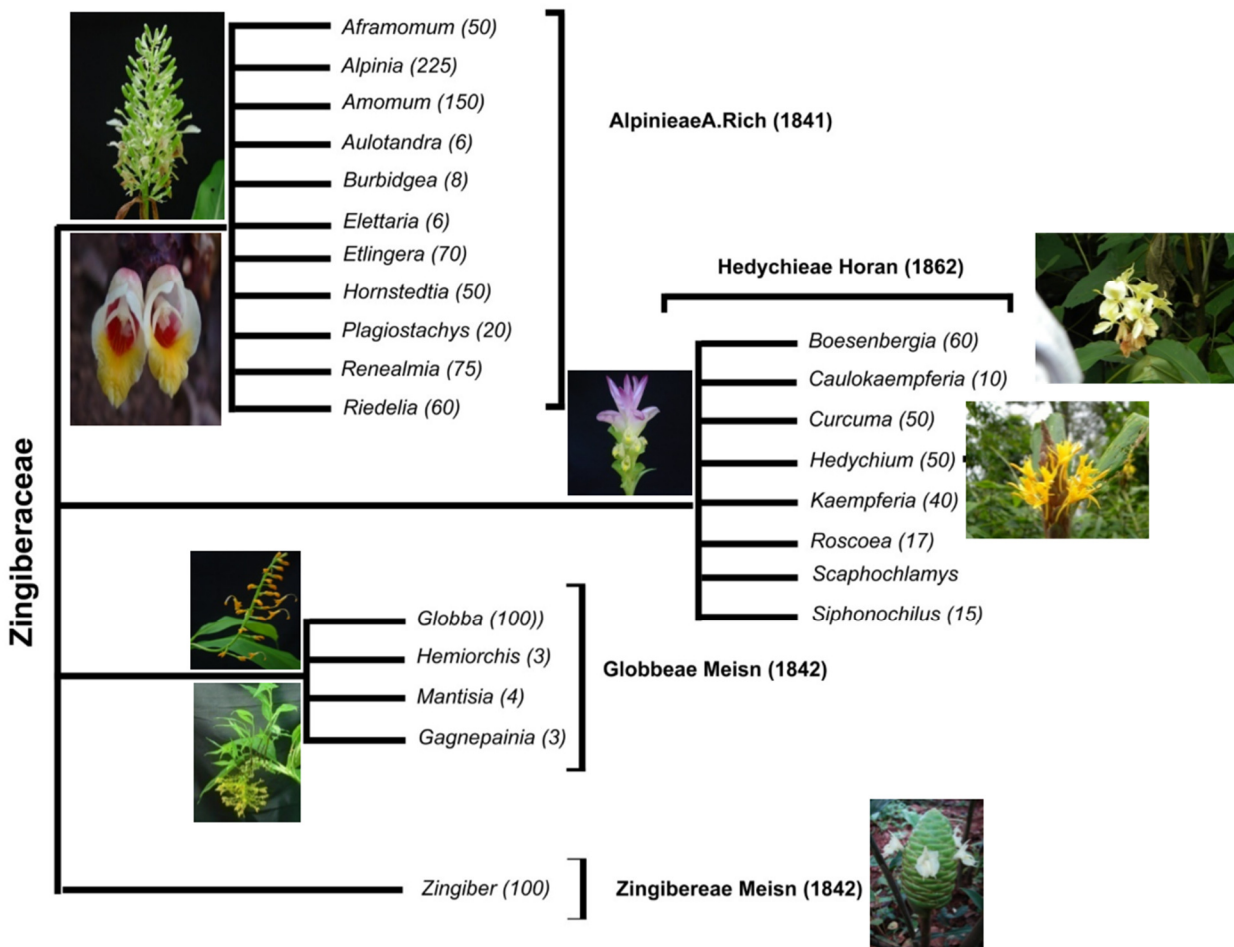 Zingiberaceae
Aframomum (50)
Alpinia (225)
Amomum (150)
Aulotandra (6)
Burbidgea (8)
Elettaria (6)
Etlingera (70)
Hornstedtia (50)
Plagiostachys (20)
Renealmia (75)
Riedelia (60)
AlpinieaeA.Rich (1841)
Hedychieae Horan (1862)
Boesenbergia (60)
Caulokaempferia (10)
Curcuma (50)
Hedychium (50)
Kaempferia (40)
Roscoea (17)
Scaphochlamys
Siphonochilus (15)
Globba (100))
Hemiorchis (3)
Mantisia (4)
Gagnepainia (3)
Globbeae Meisn (1842)
Zingiber (100)
Zingibereae Meisn (1842)